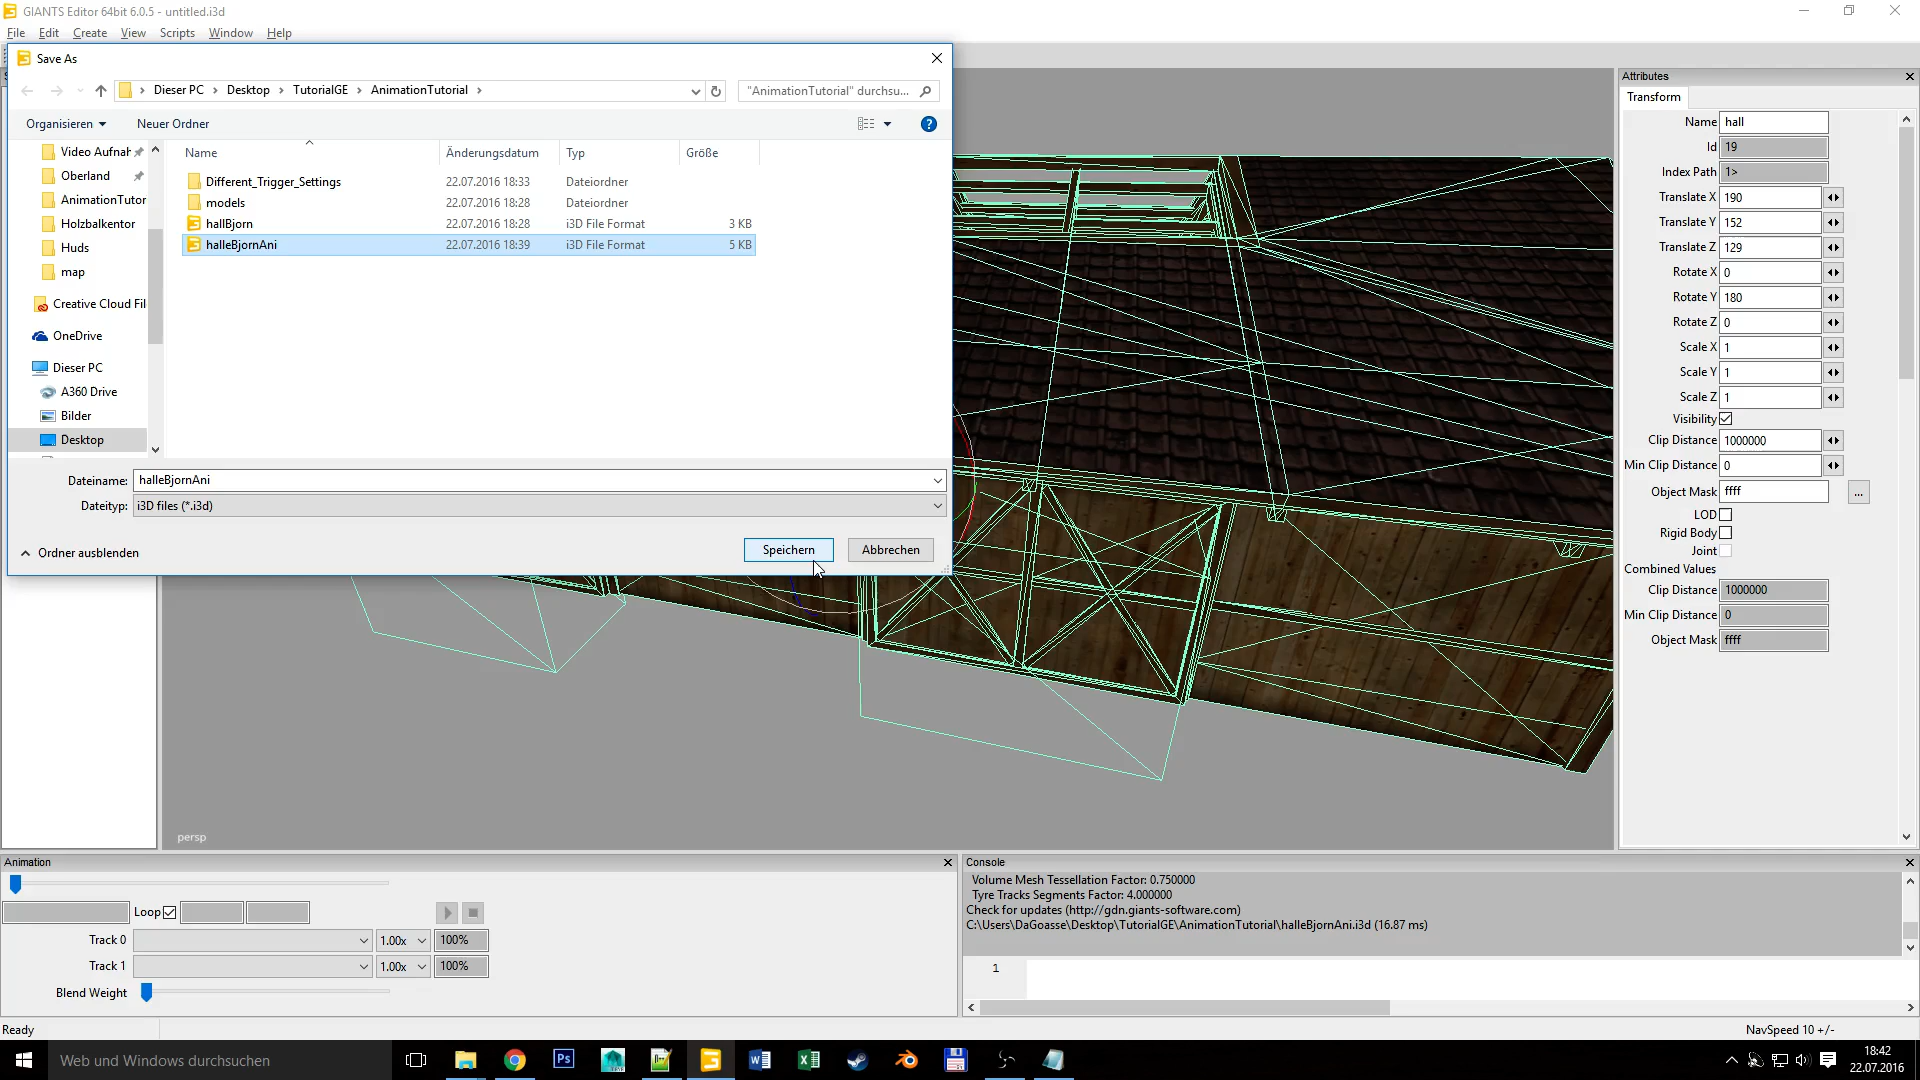 GIANTS Editor 64bit 6.0.5 - untitled.i3d
File Edit Create View Scripts Window Help
Save As
Dieser PC Desktop TutorialGE AnimationTutorial
"AnimationTutorial" durchsu...
Organisieren Neuer Ordner
Name Änderungsdatum Typ Größe
Video Aufnah
Oberland
AnimationTutor
Holzbalkentor
Huds
map
Creative Cloud Fil
OneDrive
Dieser PC
A360 Drive
Bilder
Desktop
Different_Trigger_Settings 22.07.2016 18:33 Dateiordner
models 22.07.2016 18:28 Dateiordner
hallBjorn 22.07.2016 18:28 i3D File Format 3 KB
halleBjornAni 22.07.2016 18:39 i3D File Format 5 KB
Dateiname: halleBjornAni
Dateityp: i3D files (*.i3d)
Ordner ausblenden
Speichern Abbrechen
persp
Attributes
Transform
Name hall
Id 19
Index Path 1>
Translate X 190
Translate Y 152
Translate Z 129
Rotate X 0
Rotate Y 180
Rotate Z 0
Scale X 1
Scale Y 1
Scale Z 1
Visibility
Clip Distance 1000000
Min Clip Distance 0
Object Mask ffff ...
LOD
Rigid Body
Joint
Combined Values
Clip Distance 1000000
Min Clip Distance 0
Object Mask ffff
Animation
Loop
Track 0 1.00x 100%
Track 1 1.00x 100%
Blend Weight
Console
Volume Mesh Tessellation Factor: 0.750000
Tyre Tracks Segments Factor: 4.000000
Check for updates (http://gdn.giants-software.com)
C:\Users\DaGoasse\Desktop\TutorialGE\AnimationTutorial\halleBjornAni.i3d (16.87 ms)
1
Ready
NavSpeed 10 +/-
Web und Windows durchsuchen
18:42
22.07.2016